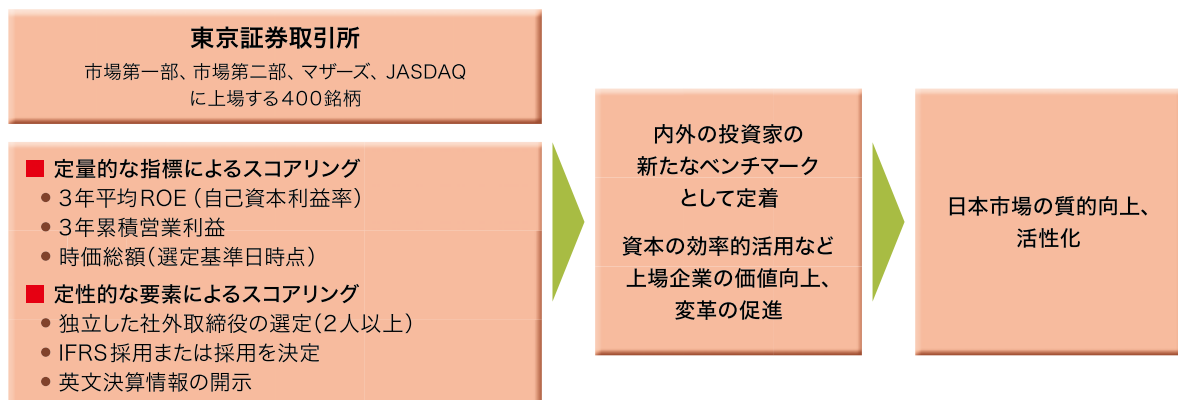 東京証券取引所
市場第一部、市場第二部、マザーズ、JASDAQ
に上場する400銘柄
■ 定量的な指標によるスコアリング
● 3年平均ROE（自己資本利益率）
● 3年累積営業利益
● 時価総額（選定基準日時点）
■ 定性的な要素によるスコアリング
● 独立した社外取締役の選定（2人以上）
● IFRS採用または採用を決定
● 英文決算情報の開示
内外の投資家の
新たなベンチマーク
として定着
資本の効率的活用など
上場企業の価値向上、
変革の促進
日本市場の質的向上、
活性化